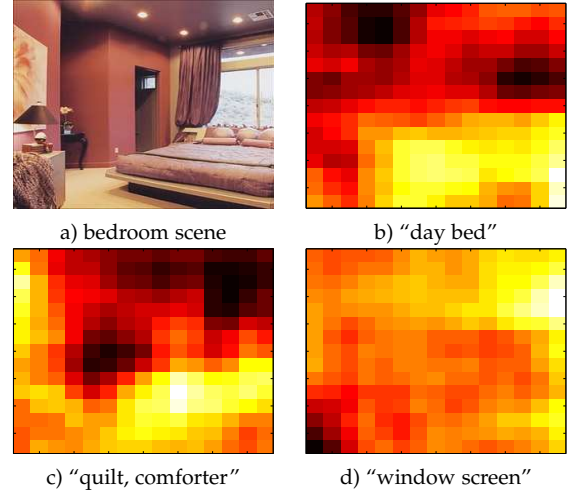 a) bedroom scene
b) “day bed”
c) “quilt, comforter”
d) “window screen”